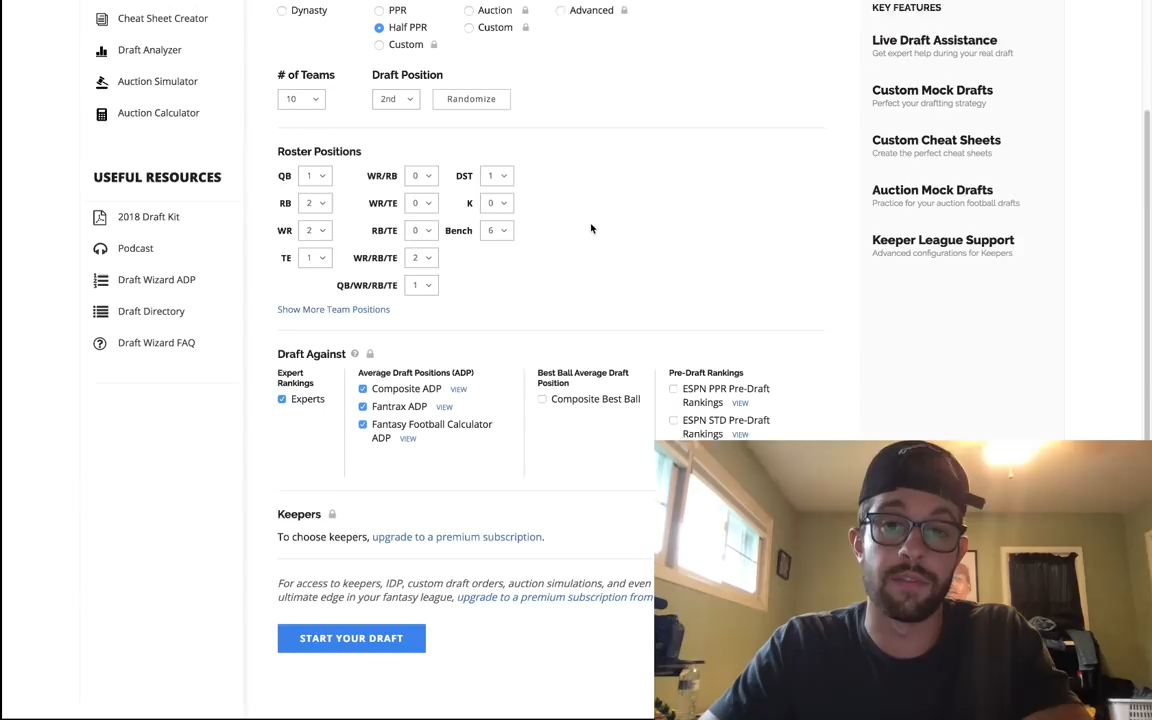 Cheat Sheet Creator
Draft Analyzer
Auction Simulator
Auction Calculator
USEFUL RESOURCES
2018 Draft Kit
Podcast
Draft Wizard ADP
Draft Directory
Draft Wizard FAQ
Dynasty
PPR
Auction
Advanced
Half PPR
Custom
Custom
# of Teams
Draft Position
10
2nd
Randomize
Roster Positions
QB 1 WR/RB 0 DST 1
RB 2 WR/TE 0 K 0
WR 2 RB/TE 0 Bench 6
TE 1 WR/RB/TE 2
QB/WR/RB/TE 1
Show More Team Positions
Draft Against ?
Expert
Rankings
Experts
Average Draft Positions (ADP)
Composite ADP VIEW
Fantrax ADP VIEW
Fantasy Football Calculator
ADP VIEW
Best Ball Average Draft
Position
Composite Best Ball
Pre-Draft Rankings
ESPN PPR Pre-Draft
Rankings VIEW
ESPN STD Pre-Draft
Rankings VIEW
Keepers
To choose keepers, upgrade to a premium subscription.
For access to keepers, IDP, custom draft orders, auction simulations, and even
ultimate edge in your fantasy league, upgrade to a premium subscription from
START YOUR DRAFT
KEY FEATURES
Live Draft Assistance
Get expert help during your real draft
Custom Mock Drafts
Perfect your draftting strategy
Custom Cheat Sheets
Create the perfect cheat sheets
Auction Mock Drafts
Practice for your auction football drafts
Keeper League Support
Advanced configurations for Keepers